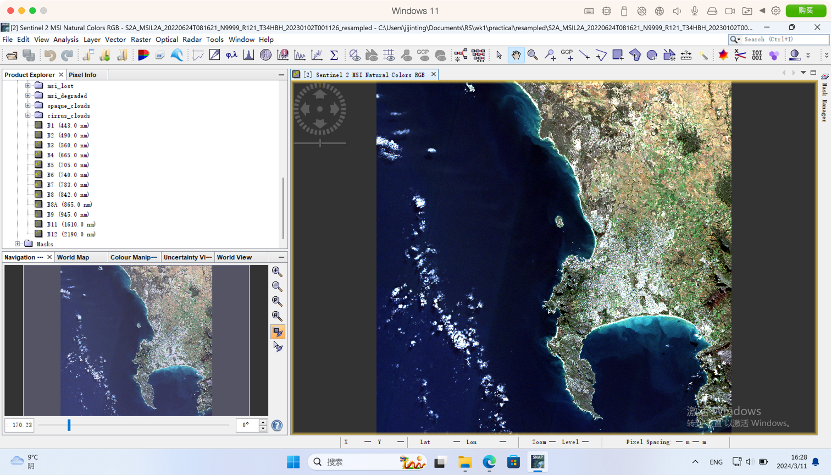 Windows 11
购买
[2] Sentinel 2 MSI Natural Colors RGB - S2A_MSIL2A_20220624T081621_N9999_R121_T34HBH_20230102T001126_resampled - C:\Users\jijinting\Documents\RS\wk1\practical\resampled\S2A_MSIL2A_20220624T081621_N9999_R121_T34HBH_20230102T00...
File Edit View Analysis Layer Vector Raster Optical Radar Tools Window Help
Search (Ctrl+I)
Product Explorer Pixel Info
[2] Sentinel 2 MSI Natural Colors RGB
Mask Manager
msi_lost
msi_degraded
opaque_clouds
cirrus_clouds
B1 (443.0 nm)
B2 (490.0 nm)
B3 (560.0 nm)
B4 (665.0 nm)
B5 (705.0 nm)
B6 (740.0 nm)
B7 (783.0 nm)
B8 (842.0 nm)
B8A (865.0 nm)
B9 (945.0 nm)
B11 (1610.0 nm)
B12 (2190.0 nm)
Masks
Navigation --- World Map Colour Manip--- Uncertainty Vi--- World View
0°
激活 Windows
转到"设置"以激活 Windows。
X — Y — Lat — Lon — Zoom — Level — Pixel Spacing: — m — m
9°C
阴
搜索
SNAP
ENG
16:28
2024/3/11